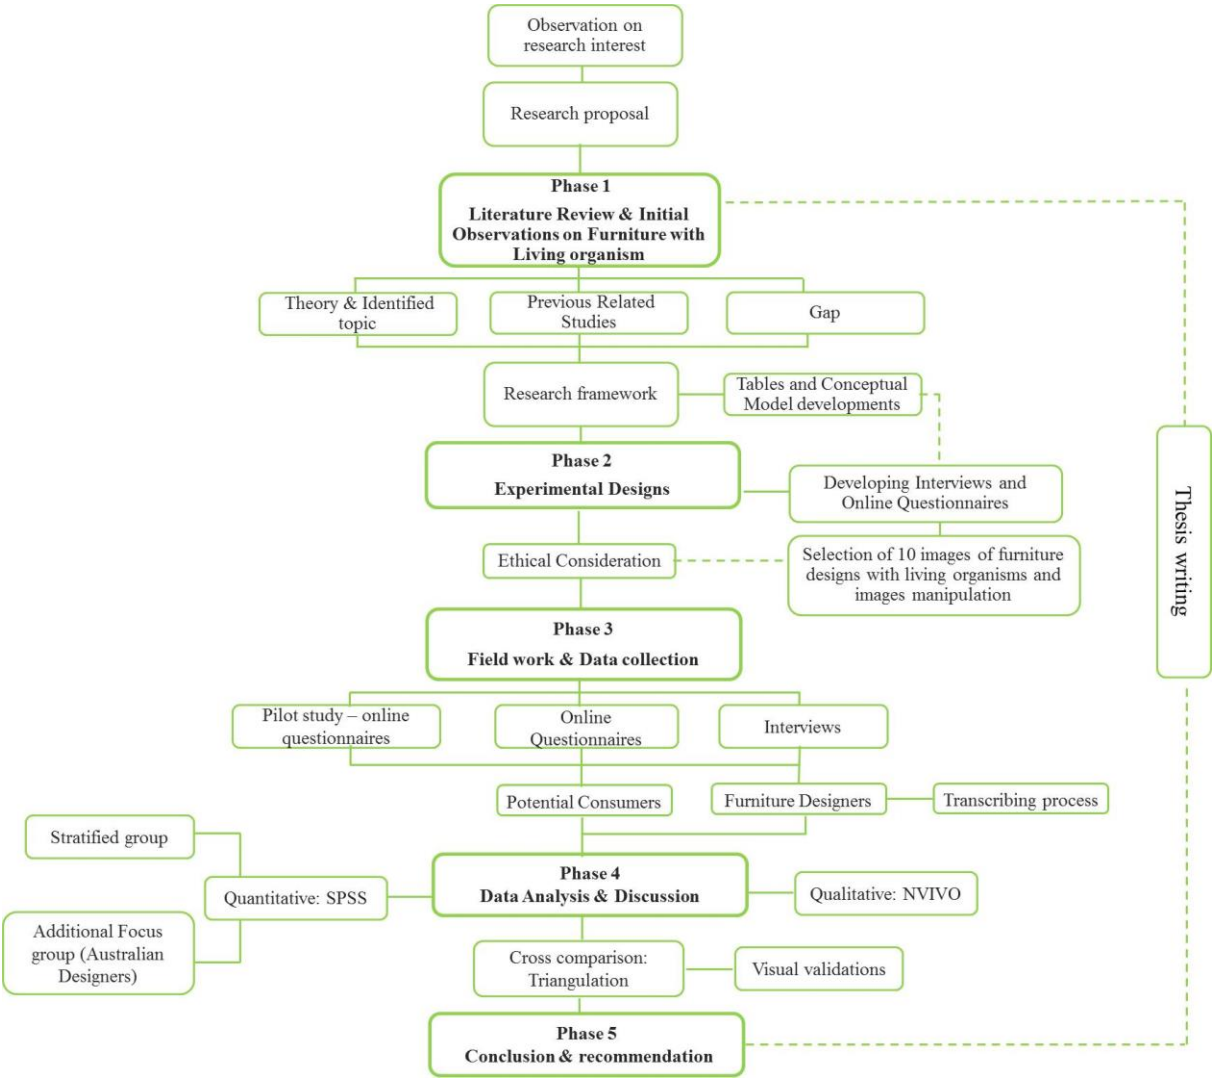 Observation on
research interest
Research proposal
Phase 1
Literature Review & Initial
Observations on Furniture with
Living organism
Theory & Identified
topic
Previous Related
Studies
Gap
Research framework
Tables and Conceptual
Model developments
Phase 2
Experimental Designs
Developing Interviews and
Online Questionnaires
Ethical Consideration
Selection of 10 images of furniture
designs with living organisms and
images manipulation
Thesis writing
Phase 3
Field work & Data collection
Pilot study – online
questionnaires
Online
Questionnaires
Interviews
Potential Consumers
Furniture Designers
Transcribing process
Stratified group
Quantitative: SPSS
Additional Focus
group (Australian
Designers)
Phase 4
Data Analysis & Discussion
Qualitative: NVIVO
Cross comparison:
Triangulation
Visual validations
Phase 5
Conclusion & recommendation